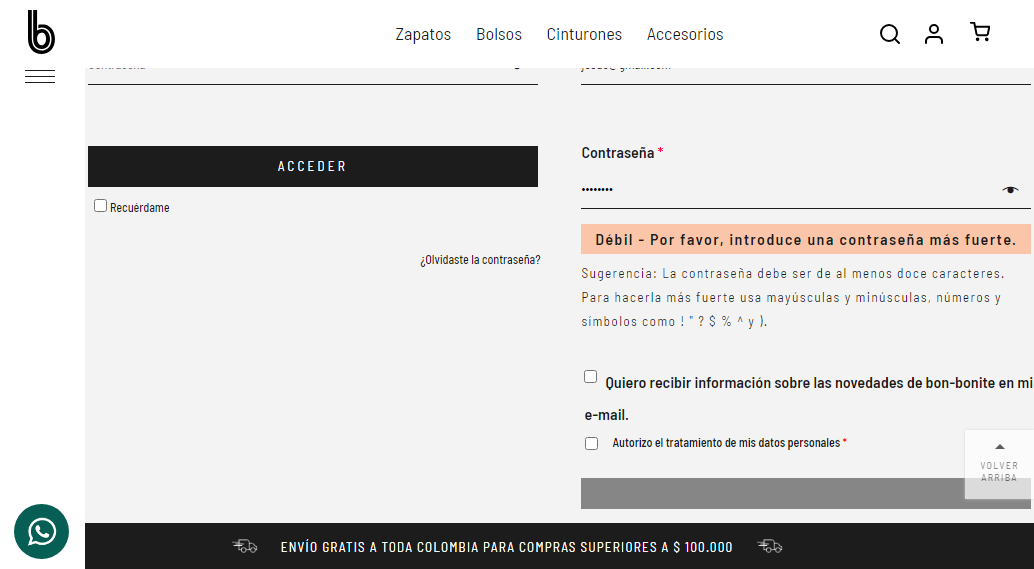 b
Zapatos Bolsos Cinturones Accesorios
ACCEDER
Recuérdame
¿Olvidaste la contraseña?
Contraseña *
••••••••
Débil - Por favor, introduce una contraseña más fuerte.
Sugerencia: La contraseña debe ser de al menos doce caracteres.
Para hacerla más fuerte usa mayúsculas y minúsculas, números y
símbolos como ! " ? $ % ^ y ).
Quiero recibir información sobre las novedades de bon-bonite en mi
e-mail.
Autorizo el tratamiento de mis datos personales *
VOLVER
ARRIBA
ENVÍO GRATIS A TODA COLOMBIA PARA COMPRAS SUPERIORES A $ 100.000